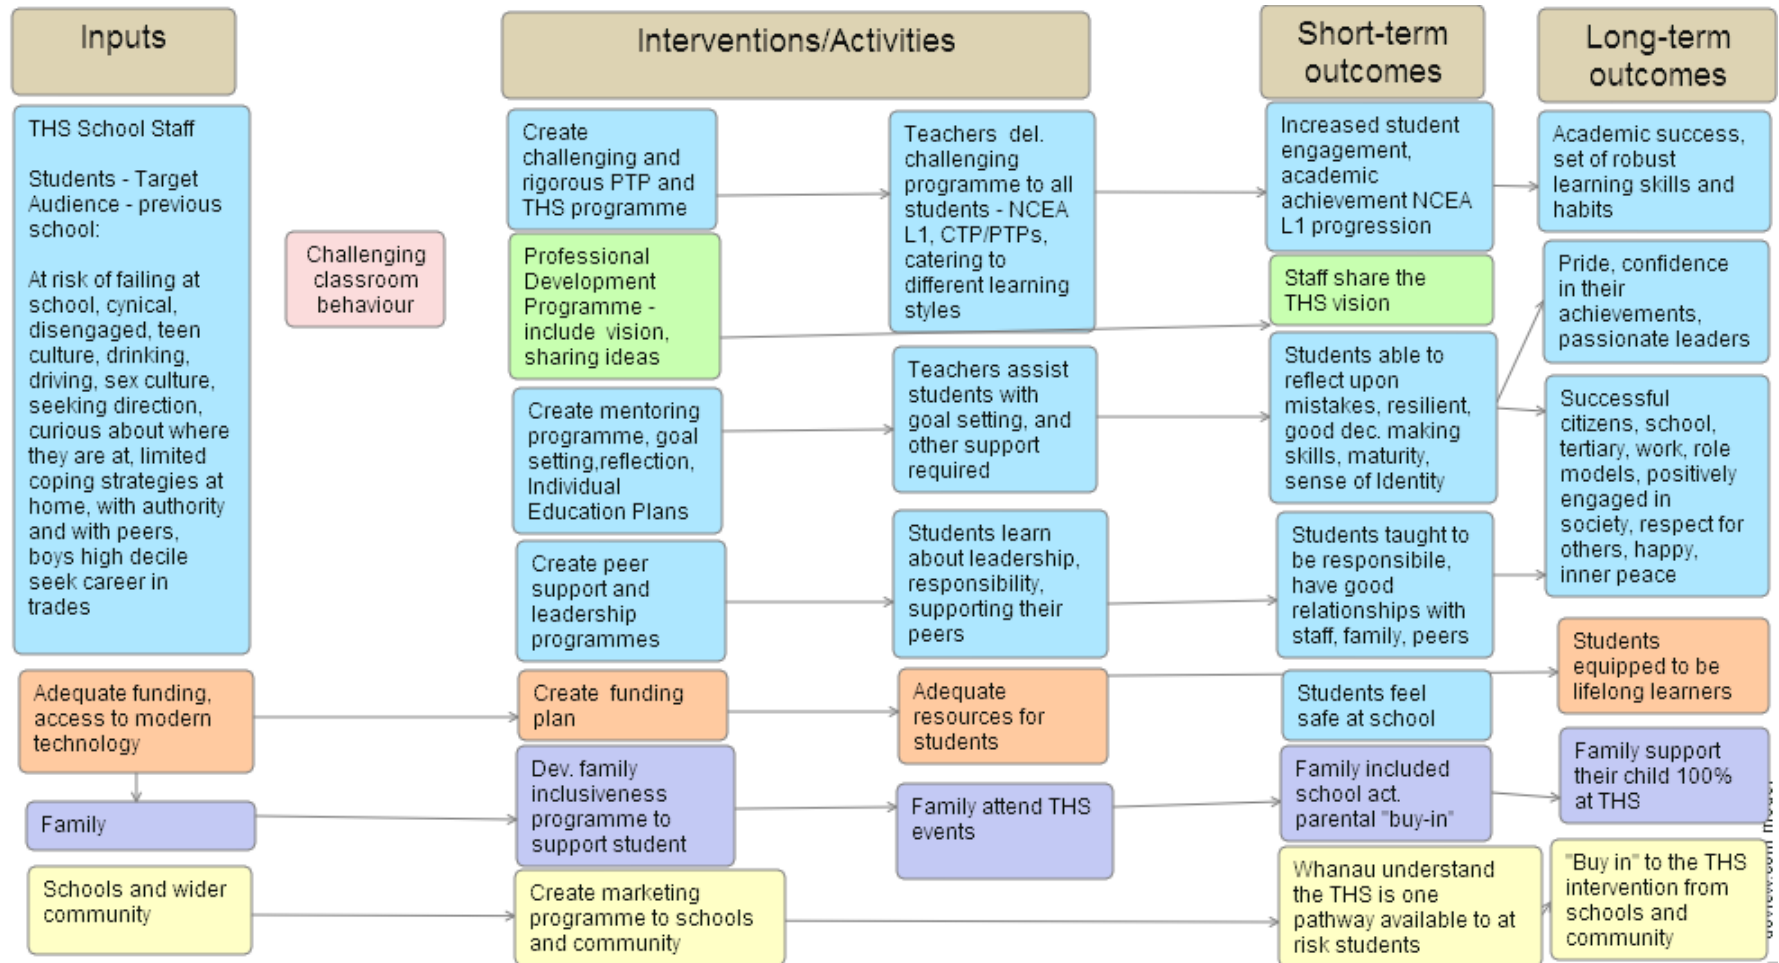 Inputs
Interventions/Activities
Short-term
outcomes
Long-term
outcomes
THS School Staff
Students - Target
Audience - previous
school:
At risk of failing at
school, cynical,
disengaged, teen
culture, drinking,
driving, sex culture,
seeking direction,
curious about where
they are at, limited
coping strategies at
home, with authority
and with peers,
boys high decile
seek career in
trades
Challenging
classroom
behaviour
Create
challenging and
rigorous PTP and
THS programme
Teachers del.
challenging
programme to all
students - NCEA
L1, CTP/PTPs,
catering to
different learning
styles
Increased student
engagement,
academic
achievement NCEA
L1 progression
Academic success,
set of robust
learning skills and
habits
Professional
Development
Programme -
include vision,
sharing ideas
Staff share the
THS vision
Pride, confidence
in their
achievements,
passionate leaders
Create mentoring
programme, goal
setting,reflection,
Individual
Education Plans
Teachers assist
students with
goal setting, and
other support
required
Students able to
reflect upon
mistakes, resilient,
good dec. making
skills, maturity,
sense of Identity
Successful
citizens, school,
tertiary, work, role
models, positively
engaged in
society, respect for
others, happy,
inner peace
Create peer
support and
leadership
programmes
Students learn
about leadership,
responsibility,
supporting their
peers
Students taught to
be responsibile,
have good
relationships with
staff, family, peers
Adequate funding,
access to modern
technology
Create funding
plan
Adequate
resources for
students
Students feel
safe at school
Students
equipped to be
lifelong learners
Family
Dev. family
inclusiveness
programme to
support student
Family attend THS
events
Family included
school act.
parental "buy-in"
Family support
their child 100%
at THS
Schools and wider
community
Create marketing
programme to schools
and community
Whanau understand
the THS is one
pathway available to at
risk students
"Buy in" to the THS
intervention from
schools and
community